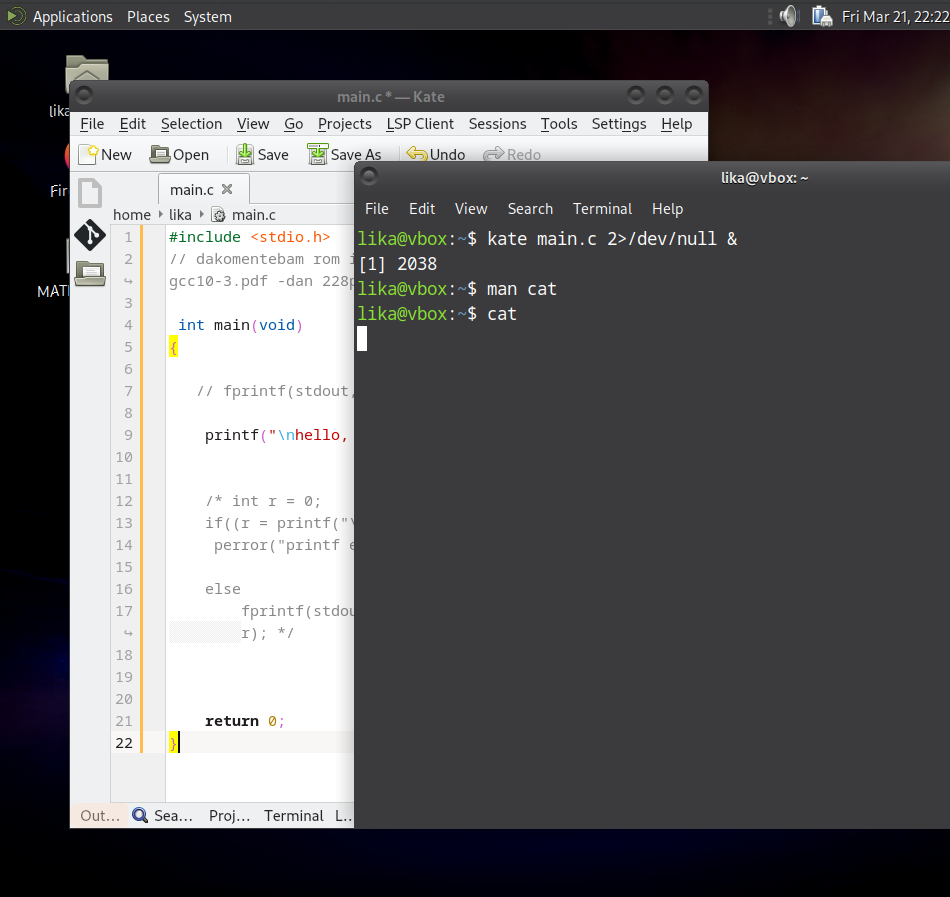 Applications Places System
Fri Mar 21, 22:22
lika
main.c * — Kate
File Edit Selection View Go Projects LSP Client Sessions Tools Settings Help
New Open Save Save As Undo Redo
main.c
home lika main.c
1 #include <stdio.h>
2 // dakomentebam rom
gcc10-3.pdf -dan 228
3
4 int main(void)
5 {
6
7 // fprintf(stdout,
8
9 printf("\nhello,
10
11
12 /* int r = 0;
13 if((r = printf("\
14 perror("printf e
15
16 else
17 fprintf(stdou
r); */
18
19
20
21 return 0;
22 }
Out... Sea... Proj... Terminal L...
Fir
MATI
lika@vbox: ~
File Edit View Search Terminal Help
lika@vbox:~$ kate main.c 2>/dev/null &
[1] 2038
lika@vbox:~$ man cat
lika@vbox:~$ cat